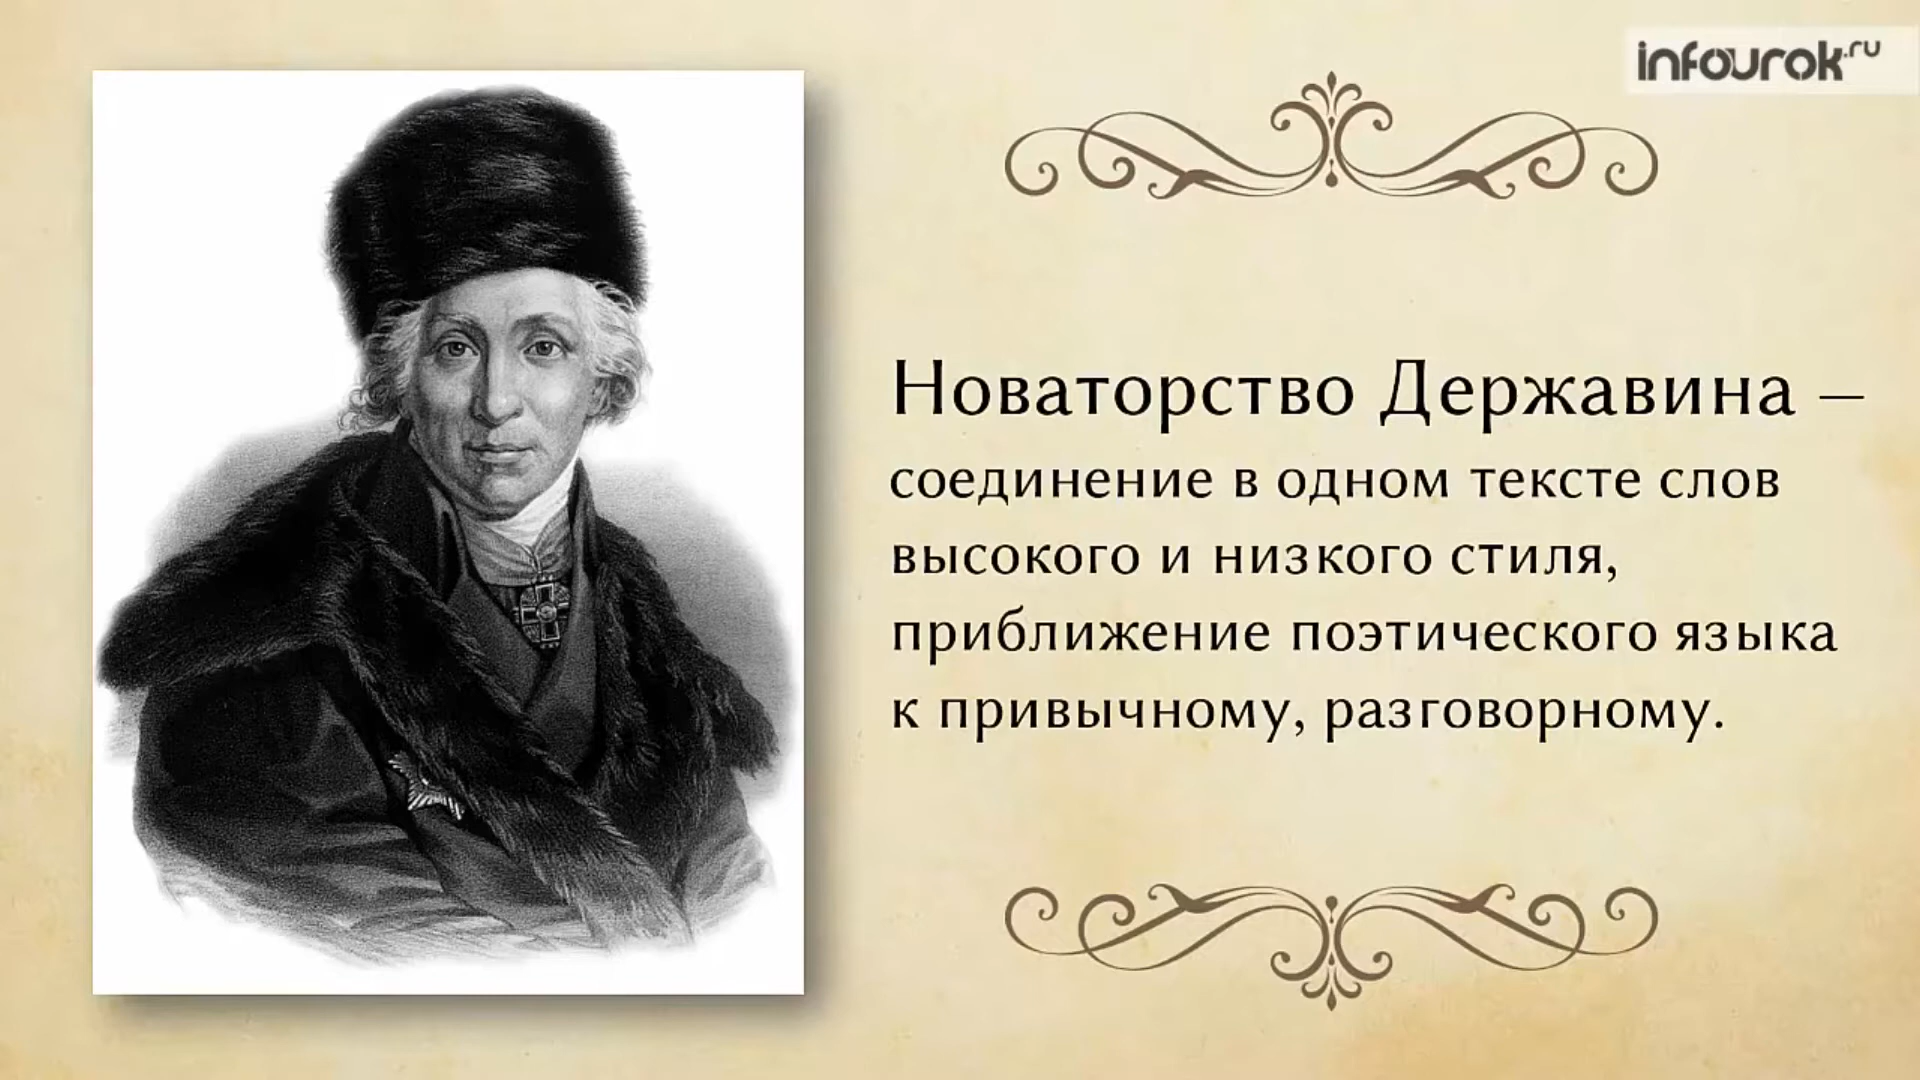 infourok.ru
Новаторство Державина –
соединение в одном тексте слов
высокого и низкого стиля,
приближение поэтического языка
к привычному, разговорному.